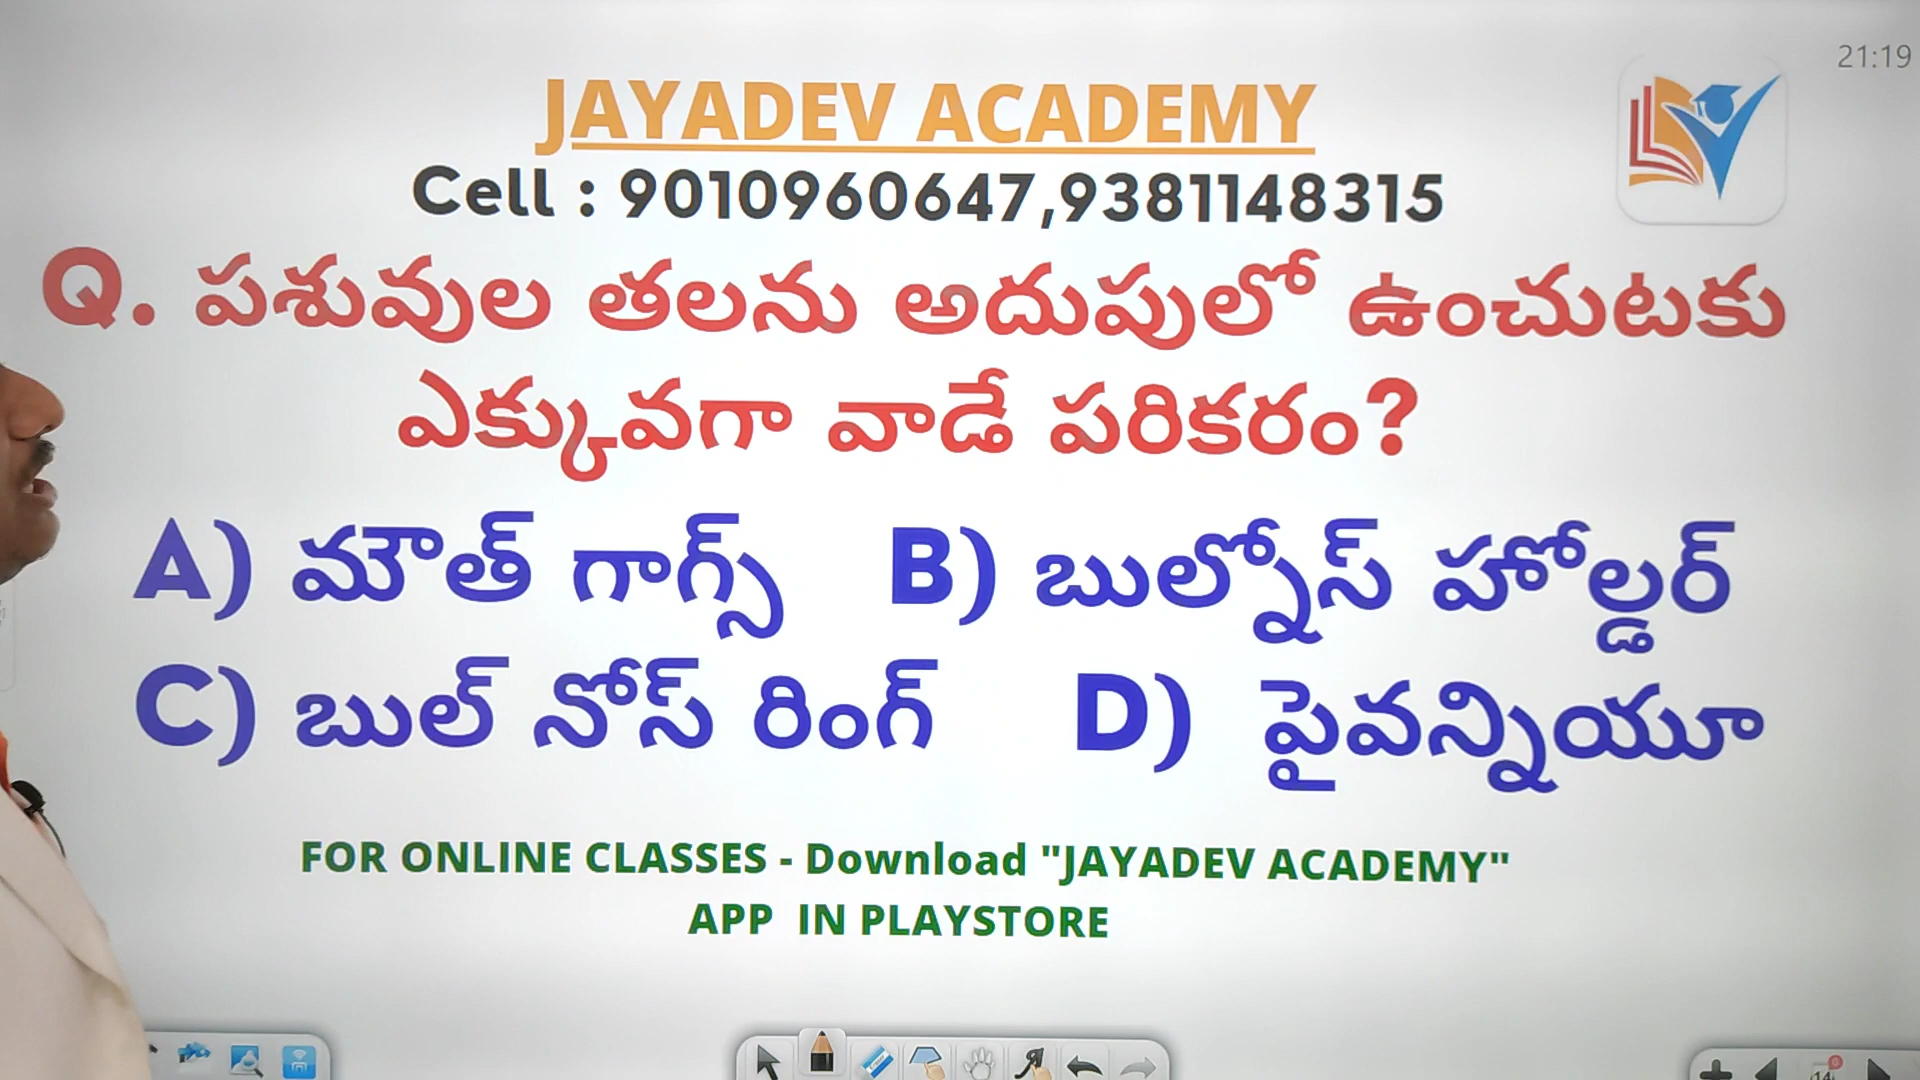 21:19
JAYADEV ACADEMY
Cell : 9010960647,9381148315
Q. పశువుల తలను అదుపులో ఉంచుటకు
ఎక్కువగా వాడే పరికరం?
A) మౌత్ గాగ్స్ B) బుల్నోస్ హోల్డర్
C) బుల్ నోస్ రింగ్ D) పైవన్నియూ
FOR ONLINE CLASSES - Download "JAYADEV ACADEMY"
APP IN PLAYSTORE